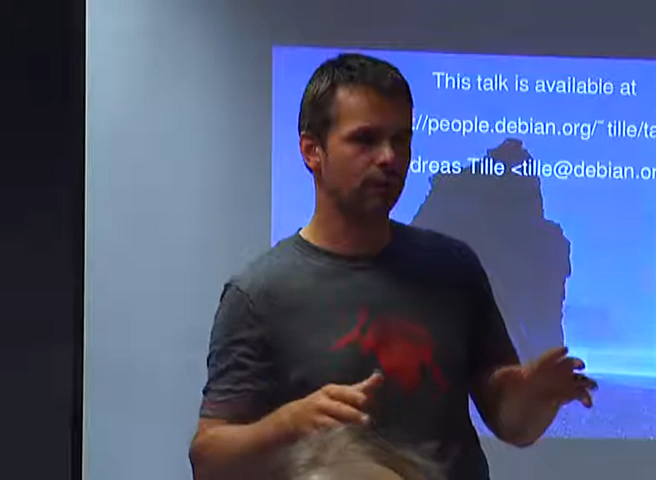 This talk is available at
://people.debian.org/~tille/ta
dreas Tille <tille@debian.or